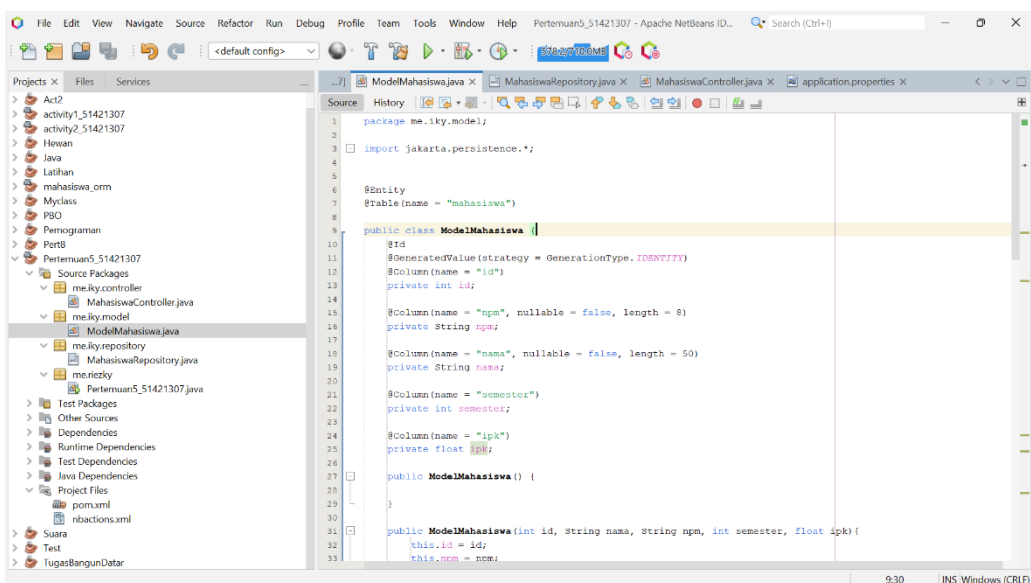 File Edit View Navigate Source Refactor Run Debug Profile Team Tools Window Help Pertemuan5_51421307 - Apache NetBeans ID... Search (Ctrl+I)
<default config> 578.2/710.0MB
Projects Files Services
...7] ModelMahasiswa.java MahasiswaRepository.java MahasiswaController.java application.properties
Source History
Act2
activity1_51421307
activity2_51421307
Hewan
Java
Latihan
mahasiswa_orm
Myclass
PBO
Pemograman
Pert8
Pertemuan5_51421307
Source Packages
me.iky.controller
MahasiswaController.java
me.iky.model
ModelMahasiswa.java
me.iky.repository
MahasiswaRepository.java
me.riezky
Pertemuan5_51421307.java
Test Packages
Other Sources
Dependencies
Runtime Dependencies
Test Dependencies
Java Dependencies
Project Files
pom.xml
nbactions.xml
Suara
Test
TugasBangunDatar
1 package me.iky.model;
2
3 import jakarta.persistence.*;
4
5
6 @Entity
7 @Table(name = "mahasiswa")
8
9 public class ModelMahasiswa {
10 @Id
11 @GeneratedValue(strategy = GenerationType.IDENTITY)
12 @Column(name = "id")
13 private int id;
14
15 @Column(name = "npm", nullable = false, length = 8)
16 private String npm;
17
18 @Column(name = "nama", nullable = false, length = 50)
19 private String nama;
20
21 @Column(name = "semester")
22 private int semester;
23
24 @Column(name = "ipk")
25 private float ipk;
26
27 public ModelMahasiswa() {
28
29 }
30
31 public ModelMahasiswa(int id, String nama, String npm, int semester, float ipk){
32 this.id = id;
33 this.npm = npm;
9:30 INS Windows (CRLF)